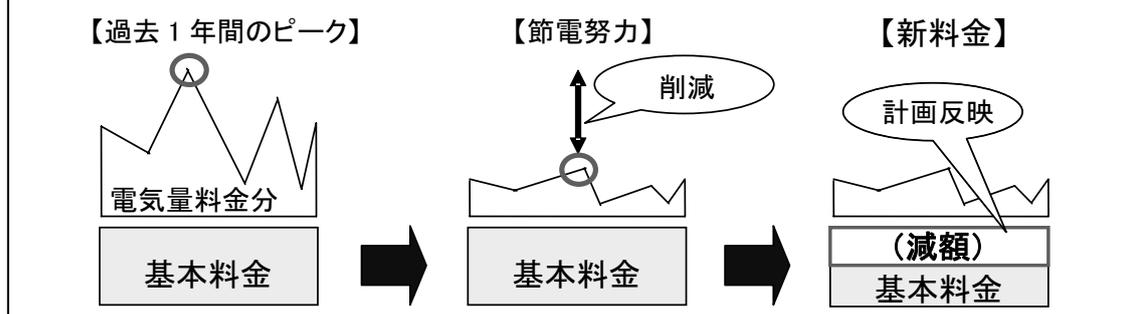 【過去１年間のピーク】
電気量料金分
基本料金
【節電努力】
削減
基本料金
【新料金】
計画反映
（減額）
基本料金